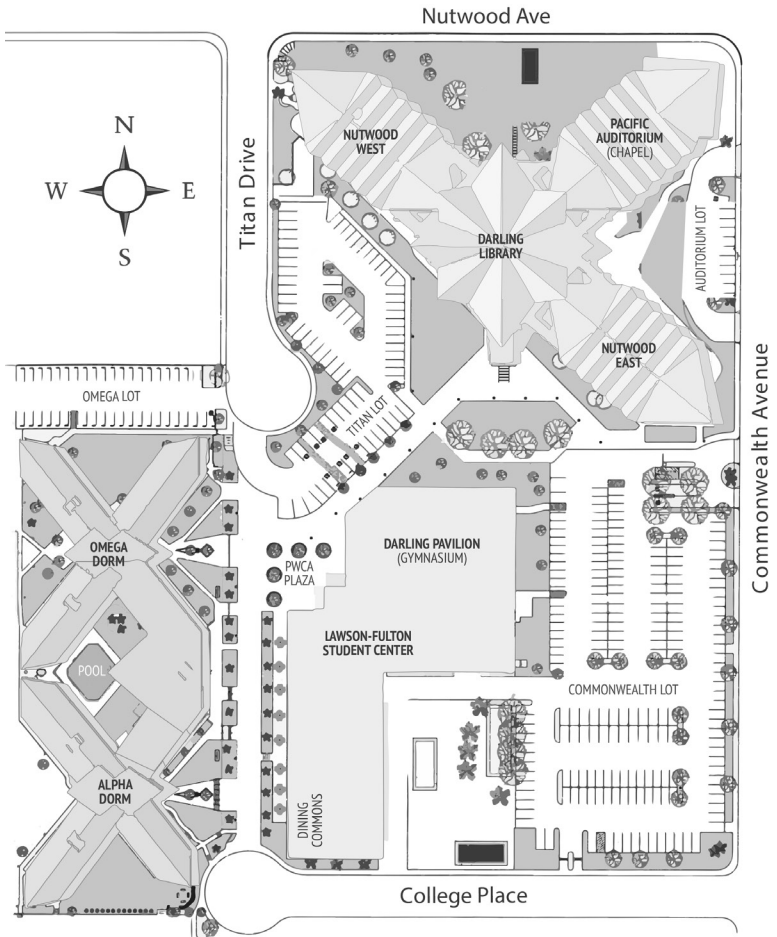 Nutwood Ave
N
W E
S
Titan Drive
NUTWOOD
WEST
PACIFIC
AUDITORIUM
(CHAPEL)
DARLING
LIBRARY
AUDITORIUM LOT
NUTWOOD
EAST
Commonwealth Avenue
OMEGA LOT
TITAN LOT
OMEGA
DORM
DARLING PAVILION
(GYMNASIUM)
PWCA
PLAZA
LAWSON-FULTON
STUDENT CENTER
POOL
COMMONWEALTH LOT
ALPHA
DORM
DINING
COMMONS
College Place